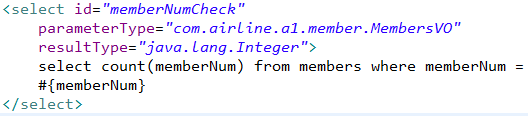 <select id="memberNumCheck"
parameterType="com.airline.a1.member.MembersVO"
resultType="java.lang.Integer">
select count(memberNum) from members where memberNum =
#{memberNum}
</select>